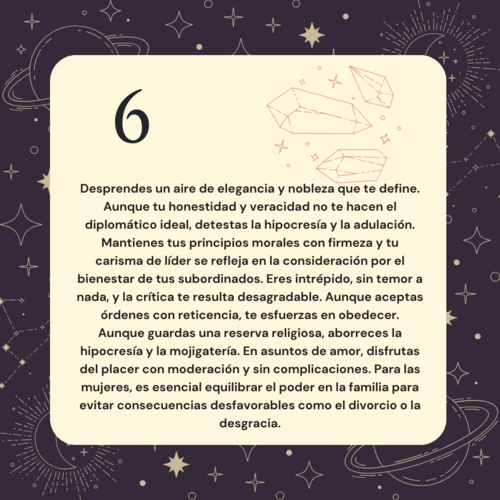 6
Desprendes un aire de elegancia y nobleza que te define.
Aunque tu honestidad y veracidad no te hacen el
diplomático ideal, detestas la hipocresía y la adulación.
Mantienes tus principios morales con firmeza y tu
carisma de líder se refleja en la consideración por el
bienestar de tus subordinados. Eres intrépido, sin temor a
nada, y la crítica te resulta desagradable. Aunque aceptas
órdenes con reticencia, te esfuerzas en obedecer.
Aunque guardas una reserva religiosa, aborreces la
hipocresía y la mojigatería. En asuntos de amor, disfrutas
del placer con moderación y sin complicaciones. Para las
mujeres, es esencial equilibrar el poder en la familia para
evitar consecuencias desfavorables como el divorcio o la
desgracia.